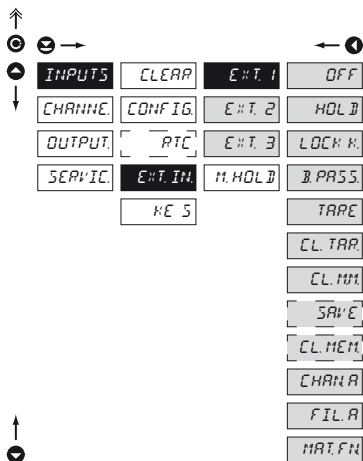 INPUTS CLEAR EXT. 1 OFF
CHANNE. CONFIG. EXT. 2 HOLD
OUTPUT. RTC EXT. 3 LOCK K.
SERVIC. EXT. IN. M. HOLD B. PASS.
KE S TARE
CL. TAR.
CL. MM.
SAVE
CL. MEM.
CHAN. A
FIL. A
MAT. FN.